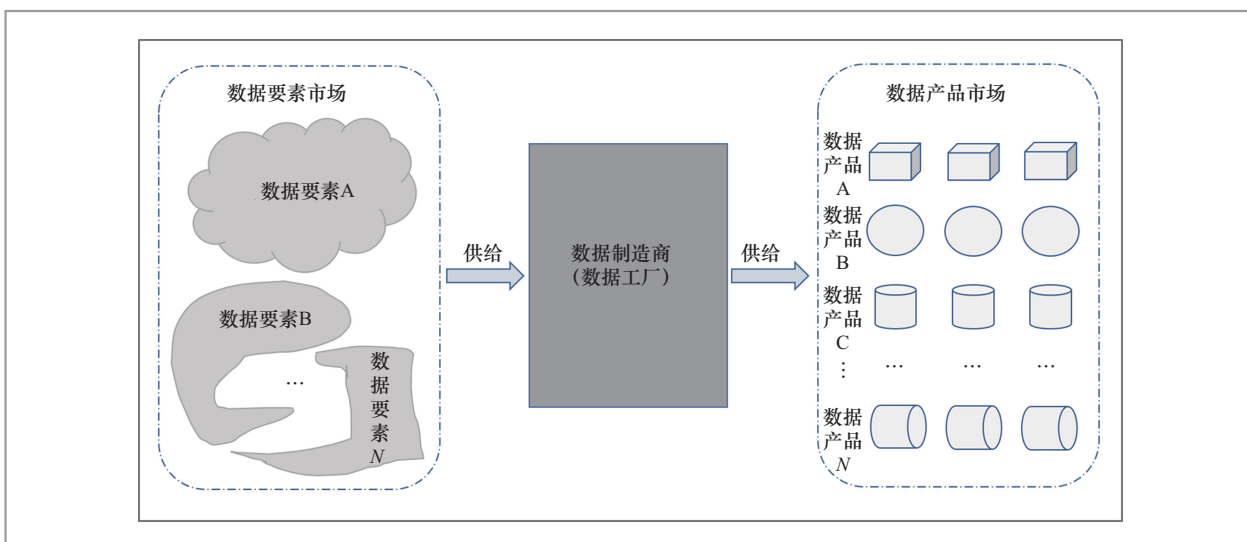 数据要素市场
数据要素A
数据要素B
…
数
据
要
素
N
供给
数据制造商
（数据工厂）
供给
数据产品市场
数据
产品
A
数据
产品
B
数据
产品
C
⋮
… … …
数据
产品
N